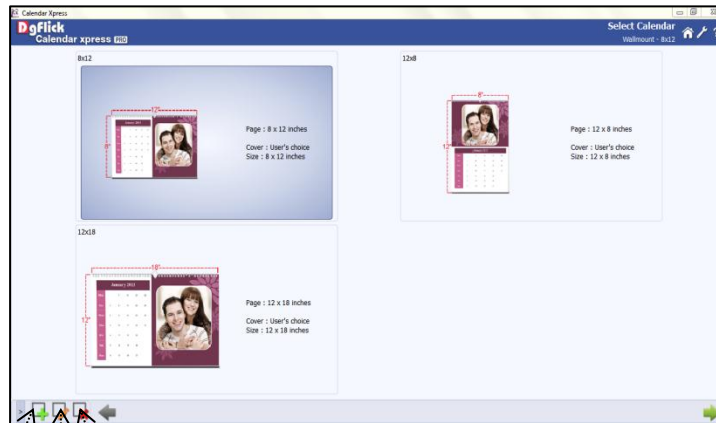 Calendar Xpress
DgFlick
Calendar xpress PRO
Select Calendar
Wallmount - 8x12
8x12
12"
8"
Page : 8 x 12 inches
Cover : User's choice
Size : 8 x 12 inches
12x8
8"
12"
Page : 12 x 8 inches
Cover : User's choice
Size : 12 x 8 inches
12x18
18"
12"
January 2021
Page : 12 x 18 inches
Cover : User's choice
Size : 12 x 18 inches